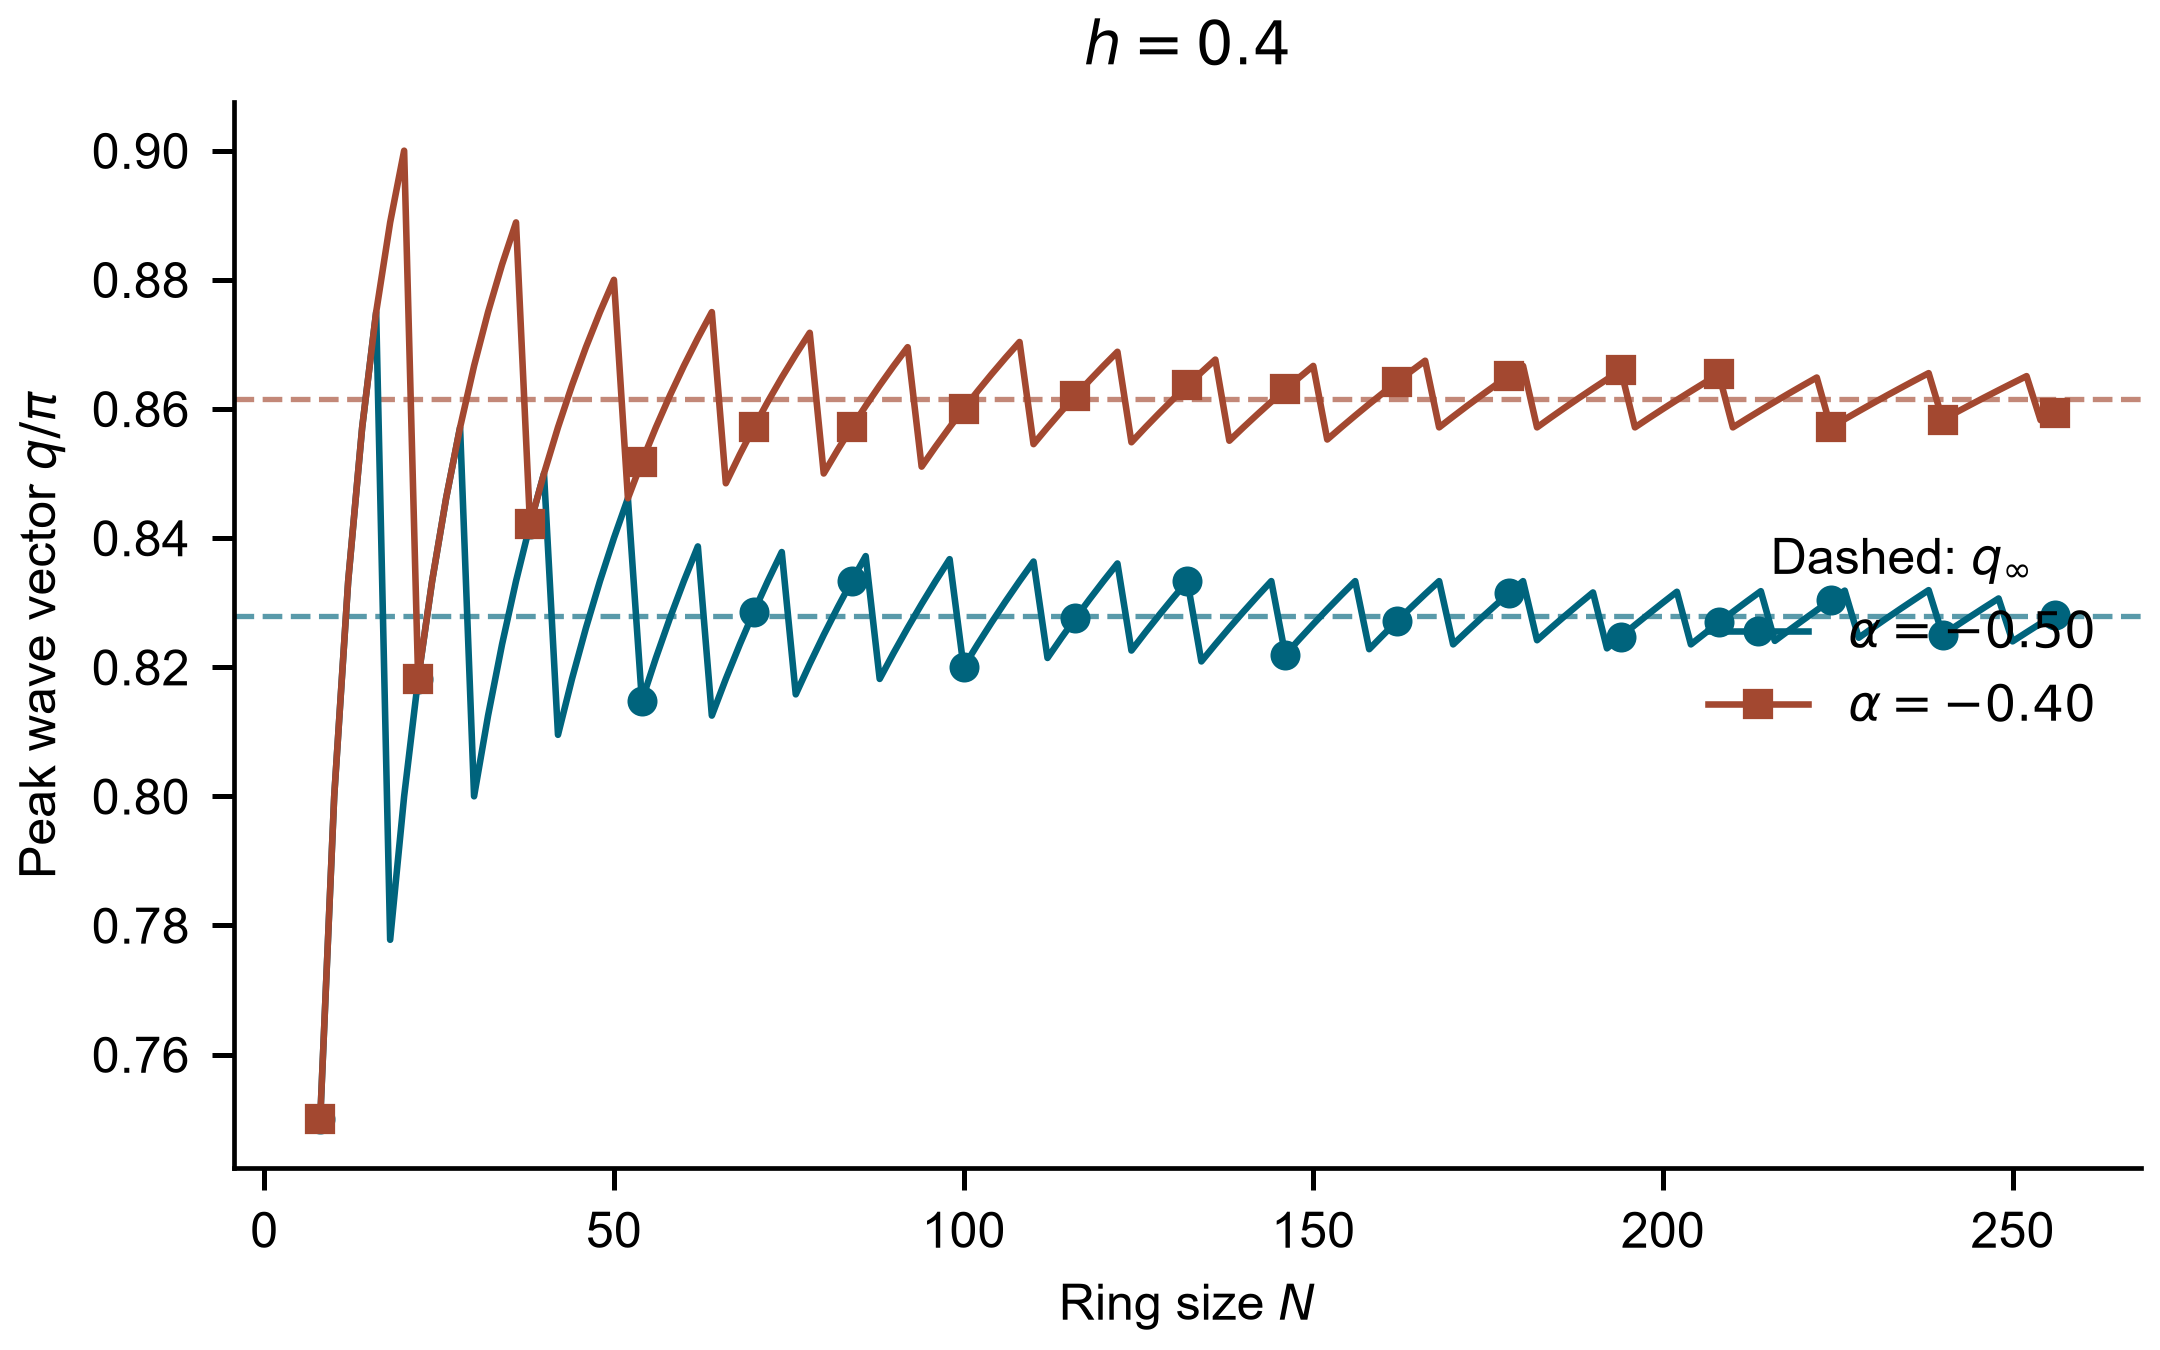 h = 0.4
Peak wave vector q/π
0.90
0.88
0.86
0.84
0.82
0.80
0.78
0.76
Dashed: q∞
α = −0.50
α = −0.40
0
50
100
150
200
250
Ring size N